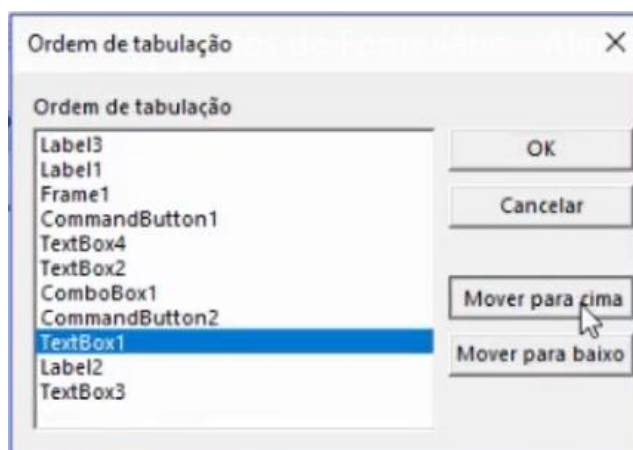 Ordem de tabulação
Ordem de tabulação
Label3
Label1
Frame1
CommandButton1
TextBox4
TextBox2
ComboBox1
CommandButton2
TextBox1
Label2
TextBox3
OK
Cancelar
Mover para cima
Mover para baixo